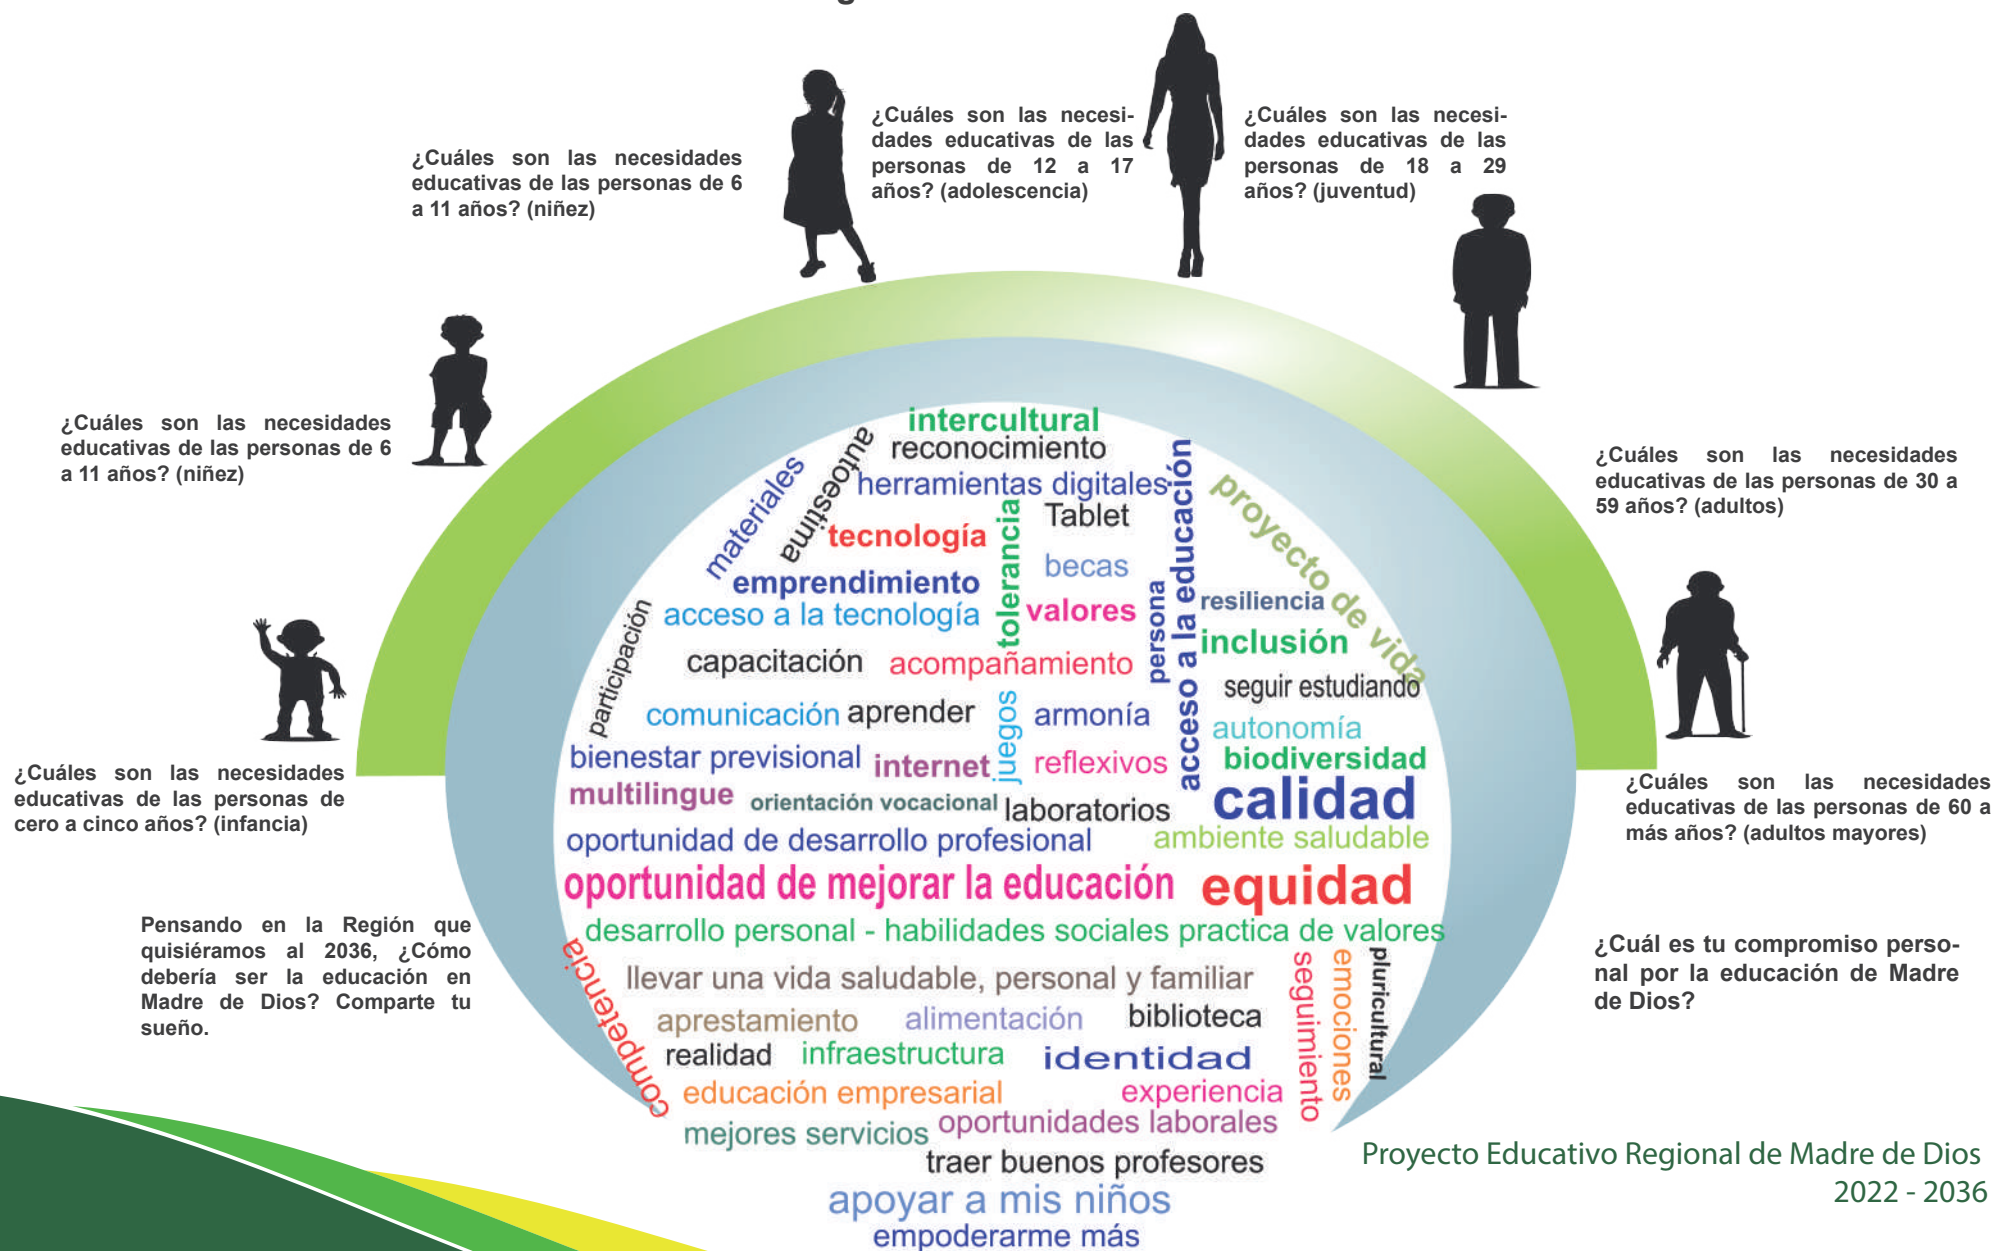 ¿Cuáles son las necesi-
dades educativas de las
personas de 12 a 17
años? (adolescencia)
¿Cuáles son las necesi-
dades educativas de las
personas de 18 a 29
años? (juventud)
¿Cuáles son las necesidades
educativas de las personas de 6
a 11 años? (niñez)
¿Cuáles son las necesidades
educativas de las personas de 6
a 11 años? (niñez)
¿Cuáles son las necesidades
educativas de las personas de 30 a
59 años? (adultos)
¿Cuáles son las necesidades
educativas de las personas de
cero a cinco años? (infancia)
¿Cuáles son las necesidades
educativas de las personas de 60 a
más años? (adultos mayores)
Pensando en la Región que
quisiéramos al 2036, ¿Cómo
debería ser la educación en
Madre de Dios? Comparte tu
sueño.
¿Cuál es tu compromiso perso-
nal por la educación de Madre
de Dios?
intercultural
reconocimiento
autoestima
materiales
herramientas digitales
acceso a la educación
proyecto de vida
Tablet
tecnología
tolerancia
becas
emprendimiento
persona
resiliencia
acceso a la tecnología
valores
participación
inclusión
capacitación
acompañamiento
seguir estudiando
comunicación
aprender
juegos
armonía
autonomía
bienestar previsional
internet
reflexivos
biodiversidad
multilingue
orientación vocacional
laboratorios
calidad
oportunidad de desarrollo profesional
ambiente saludable
oportunidad de mejorar la educación
equidad
desarrollo personal - habilidades sociales practica de valores
competencia
llevar una vida saludable, personal y familiar
seguimiento
emociones
pluricultural
aprestamiento
alimentación
biblioteca
realidad
infraestructura
identidad
educación empresarial
experiencia
mejores servicios
oportunidades laborales
traer buenos profesores
apoyar a mis niños
empoderarme más
Proyecto Educativo Regional de Madre de Dios
2022 - 2036